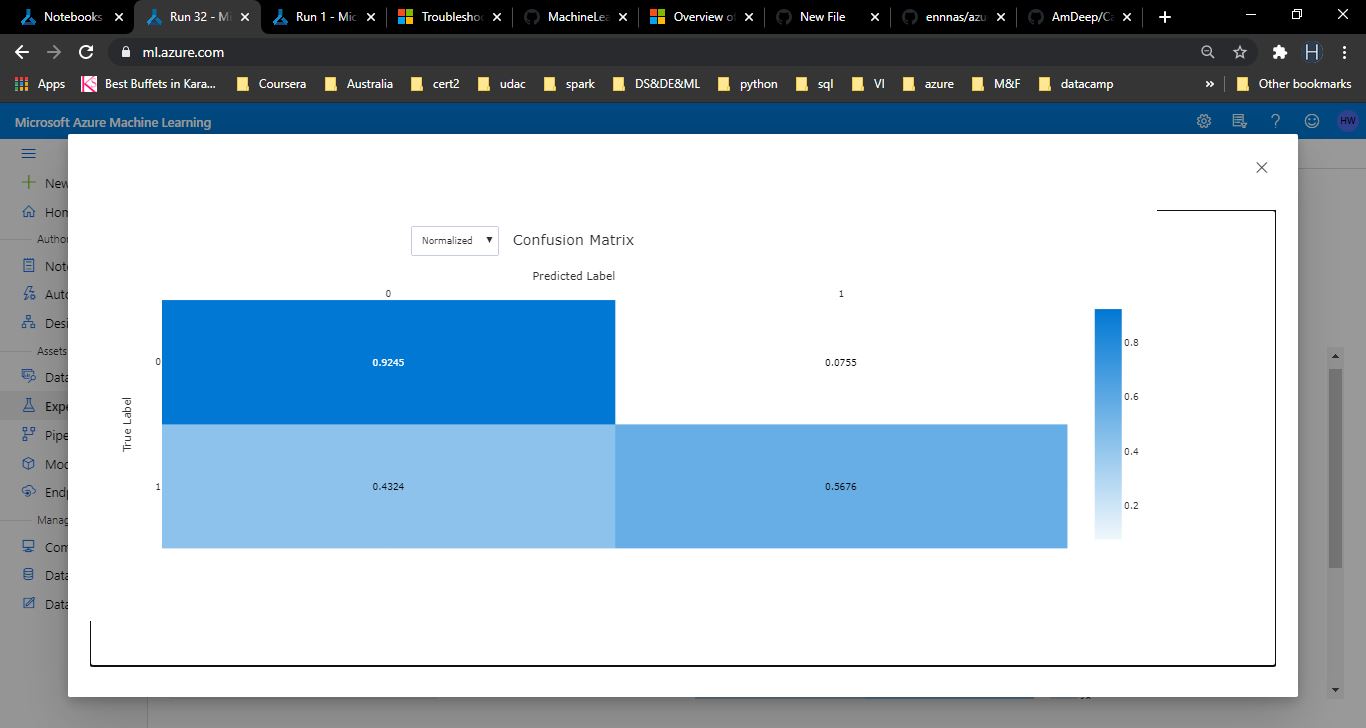 Notebooks
Run 32 - Mi
Run 1 - Mic
Troublesho
MachineLea
Overview o
New File
ennnas/azu
AmDeep/Ca
ml.azure.com
Apps
Best Buffets in Kara...
Coursera
Australia
cert2
udac
spark
DS&DE&ML
python
sql
VI
azure
M&F
datacamp
»
Other bookmarks
Microsoft Azure Machine Learning
HW
New
Hom
Autho
Note
Auto
Desi
Assets
Data
Expe
Pipe
Mod
Endp
Manag
Com
Data
Data
Normalized
Confusion Matrix
Predicted Label
0
1
True Label
0
0.9245
0.0755
1
0.4324
0.5676
0.8
0.6
0.4
0.2